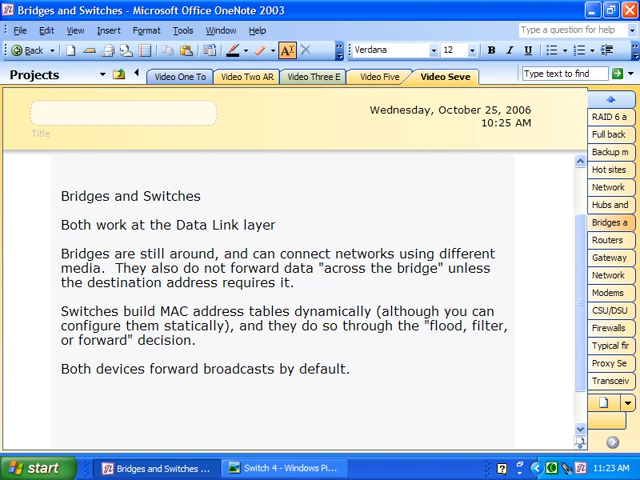 Bridges and Switches - Microsoft Office OneNote 2003
File Edit View Insert Format Tools Window Help Type a question for help
Back Verdana 12 B I U
Projects Video One To Video Two AR Video Three E Video Five Video Seve Type text to find
Wednesday, October 25, 2006
10:25 AM
Title
Bridges and Switches
Both work at the Data Link layer
Bridges are still around, and can connect networks using different
media. They also do not forward data "across the bridge" unless
the destination address requires it.
Switches build MAC address tables dynamically (although you can
configure them statically), and they do so through the "flood, filter,
or forward" decision.
Both devices forward broadcasts by default.
RAID 6 a
Full back
Backup m
Hot sites
Network
Hubs and
Bridges a
Routers
Gateway
Network
Modems
CSU/DSU
Firewalls
Typical fir
Proxy Se
Transceiv
start Bridges and Switches ... Switch 4 - Windows Pi... 11:23 AM